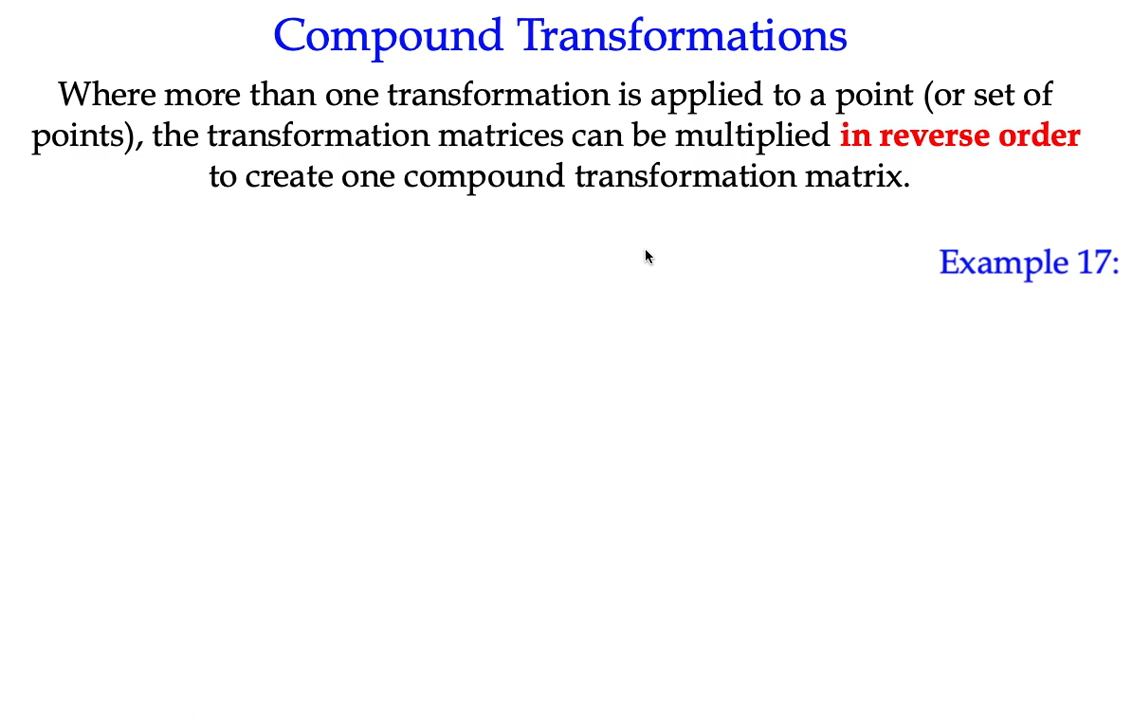 Compound Transformations
Where more than one transformation is applied to a point (or set of
points), the transformation matrices can be multiplied in reverse order
to create one compound transformation matrix.
Example 17: